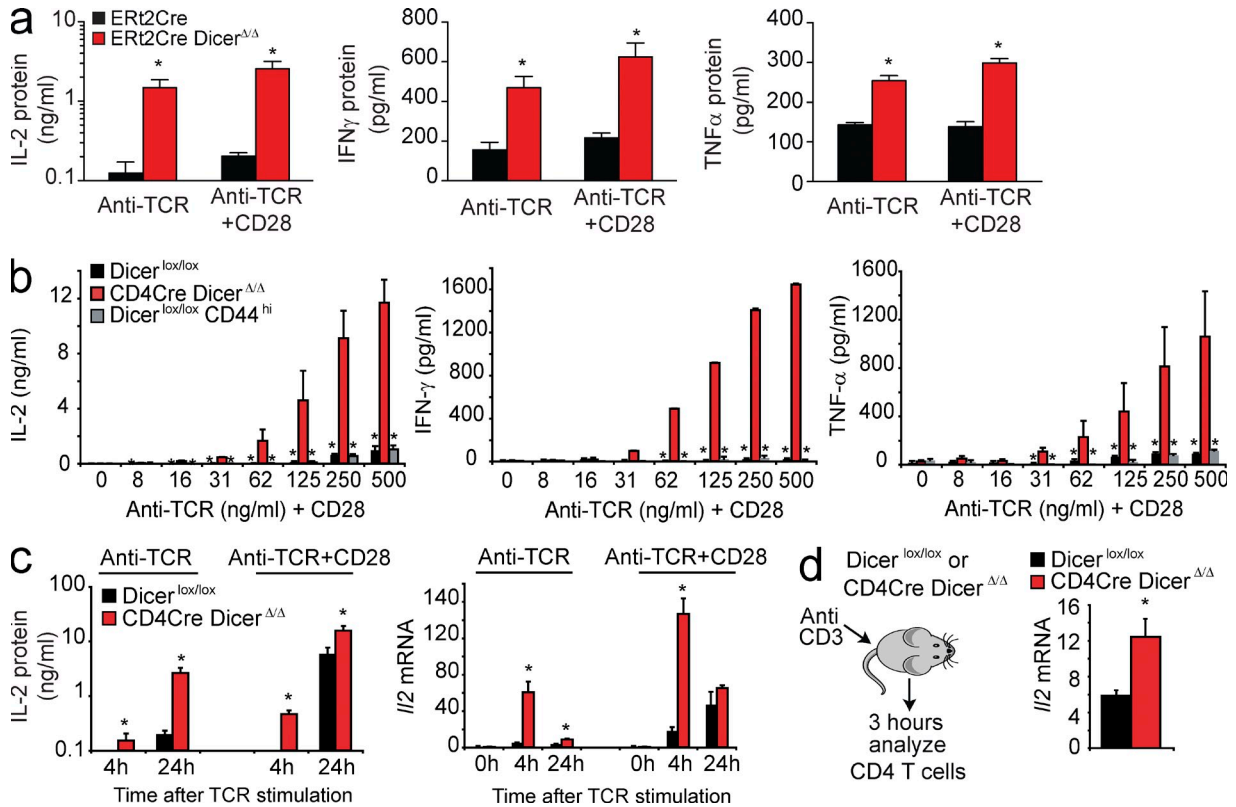 a
ERt2Cre
ERt2Cre Dicer^Δ/Δ
IL-2 protein
(ng/ml)
10
1
0.1
*
*
Anti-TCR
Anti-TCR
+CD28
IFNγ protein
(pg/ml)
800
600
400
200
0
*
*
Anti-TCR
Anti-TCR
+CD28
TNFα protein
(pg/ml)
400
300
200
100
0
*
*
Anti-TCR
Anti-TCR
+CD28
b
Dicer^lox/lox
CD4Cre Dicer^Δ/Δ
Dicer^lox/lox CD44^hi
IL-2 (ng/ml)
12
8
4
0
* * * * * * * * * * * *
0 8 16 31 62 125 250 500
Anti-TCR (ng/ml) + CD28
IFN-γ (pg/ml)
1600
1200
800
400
0
* * * * * * * *
0 8 16 31 62 125 250 500
Anti-TCR (ng/ml) + CD28
TNF-α (pg/ml)
1600
1200
800
400
0
* * * * * * * * * *
0 8 16 31 62 125 250 500
Anti-TCR (ng/ml) + CD28
c
Anti-TCR Anti-TCR+CD28
Dicer^lox/lox
CD4Cre Dicer^Δ/Δ
IL-2 protein
(ng/ml)
100
10
1
0.1
* * * *
4h 24h 4h 24h
Time after TCR stimulation
Anti-TCR Anti-TCR+CD28
Il2 mRNA
140
120
80
40
0
* * *
0h 4h 24h 0h 4h 24h
Time after TCR stimulation
d
Dicer^lox/lox or
CD4Cre Dicer^Δ/Δ
Anti
CD3
3 hours
analyze
CD4 T cells
Dicer^lox/lox
CD4Cre Dicer^Δ/Δ
Il2 mRNA
16
12
9
6
3
0
*